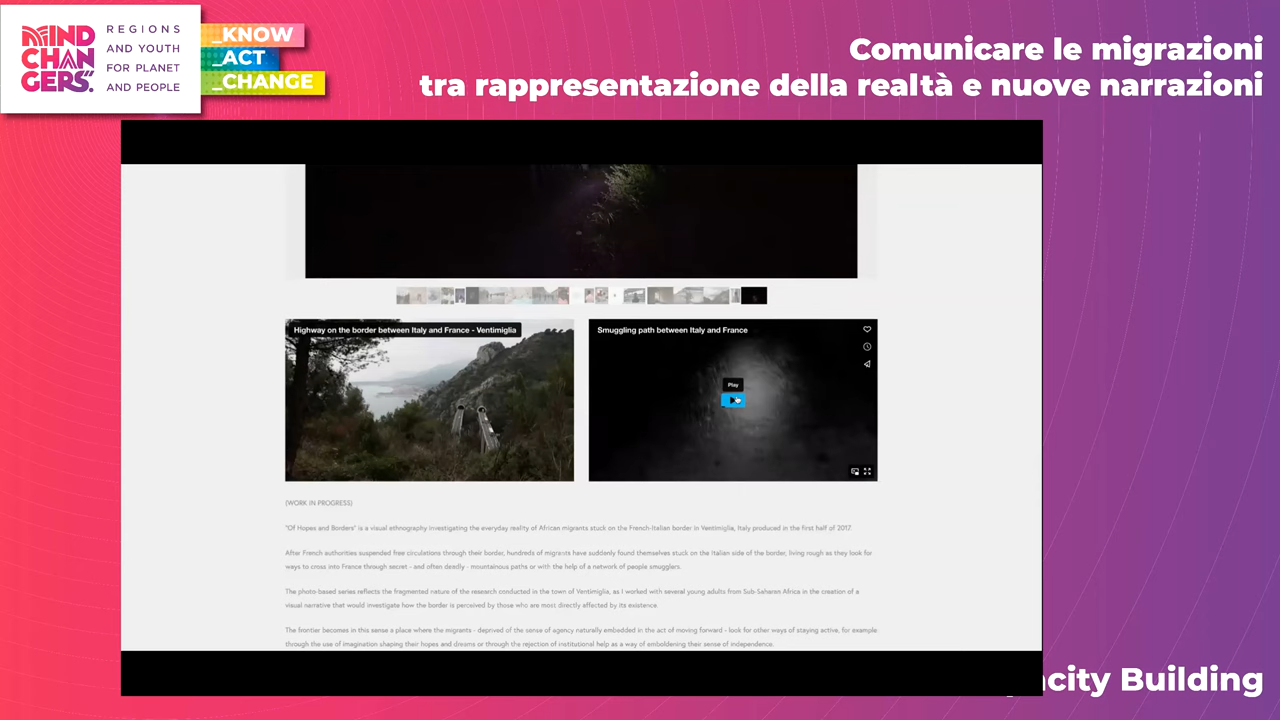 MIND
CHAN
GERS
REGIONS
AND YOUTH
FOR PLANET
AND PEOPLE
_KNOW
_ACT
_CHANGE
Comunicare le migrazioni
tra rappresentazione della realtà e nuove narrazioni
Highway on the border between Italy and France - Ventimiglia
Smuggling path between Italy and France
Play
(WORK IN PROGRESS)
"Of Hopes and Borders" is a visual ethnography investigating the everyday reality of African migrants stuck on the French-Italian border in Ventimiglia, Italy produced in the first half of 2017.
After French authorities suspended free circulations through their border, hundreds of migrants have suddenly found themselves stuck on the Italian side of the border, living rough as they look for
ways to cross into France through secret - and often deadly - mountainous paths or with the help of a network of people smugglers.
The photo-based series reflects the fragmented nature of the research conducted in the town of Ventimiglia, as I worked with several young adults from Sub-Saharan Africa in the creation of a
visual narrative that would investigate how the border is perceived by those who are most directly affected by its existence.
The frontier becomes in this sense a place where the migrants - deprived of the sense of agency naturally embedded in the act of moving forward - look for other ways of staying active, for example
through the use of imagination shaping their hopes and dreams or through the rejection of institutional help as a way of emboldening their sense of independence.
city Building